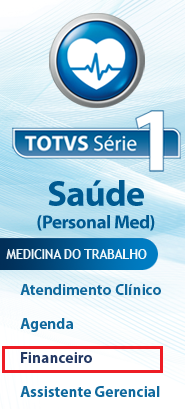 TOTVS Série 1
Saúde
(Personal Med)
MEDICINA DO TRABALHO
Atendimento Clínico
Agenda
Financeiro
Assistente Gerencial